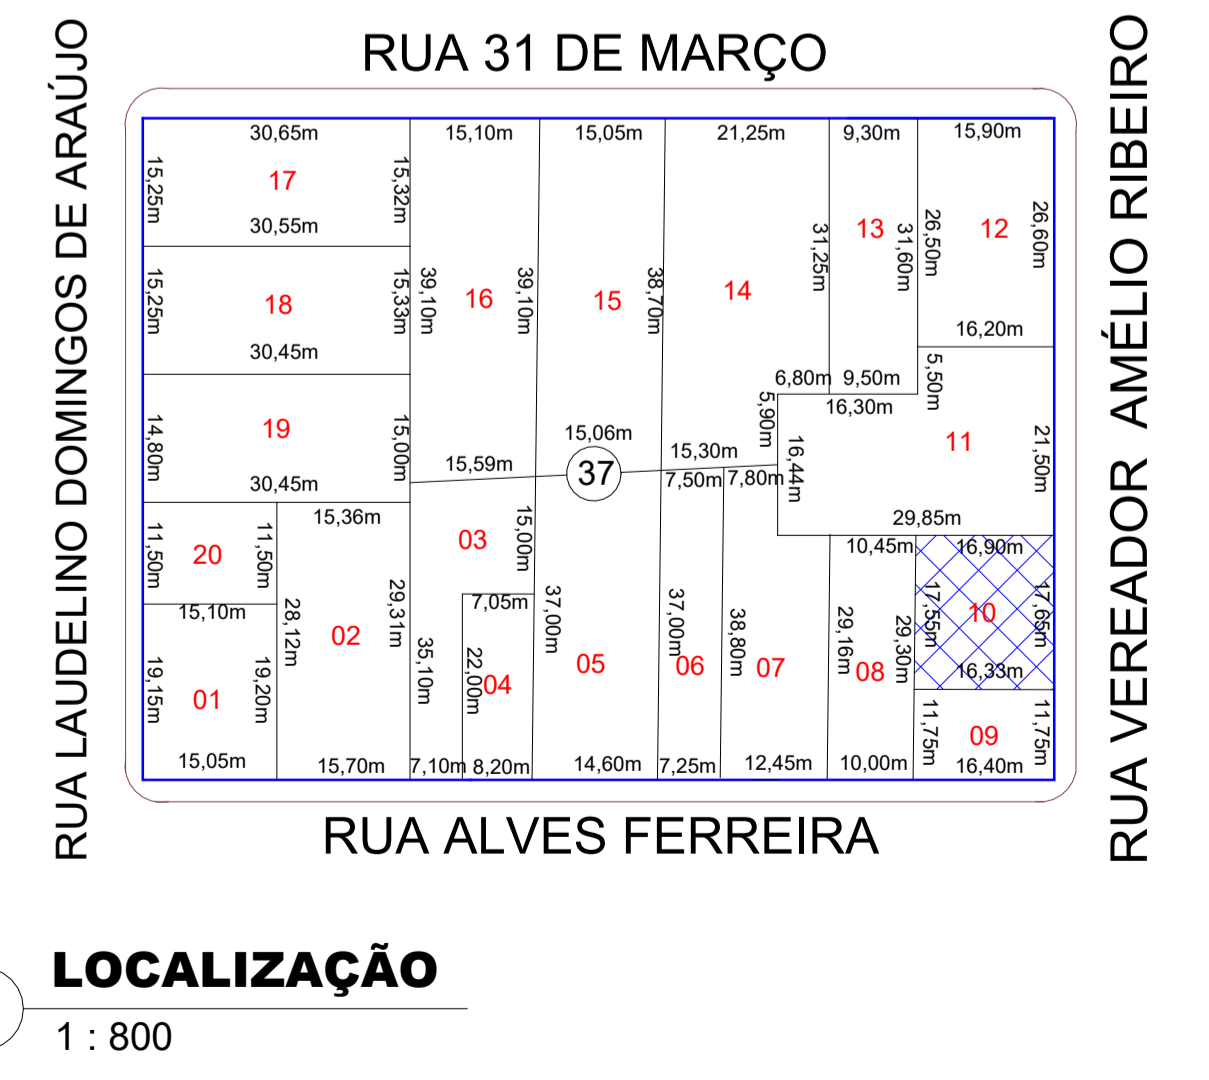 RUA 31 DE MARÇO
RUA LAUDELINO DOMINGOS DE ARAÚJO
RUA VEREADOR AMÉLIO RIBEIRO
30,65m
15,10m
15,05m
21,25m
9,30m
15,90m
15,25m
17
15,32m
30,55m
31,25m
13
31,60m
26,50m
12
26,60m
15,25m
18
15,33m
39,10m
16
39,10m
15
38,70m
14
30,45m
16,20m
6,80m
9,50m
5,50m
16,30m
5,90m
14,80m
19
15,00m
15,06m
11
21,50m
15,59m
37
15,30m
16,44m
30,45m
7,50m
7,80m
15,36m
29,85m
11,50m
20
11,50m
03
15,00m
10,45m
16,90m
15,10m
28,12m
02
29,31m
7,05m
37,00m
37,00m
38,80m
29,16m
29,30m
17,55m
10
17,65m
19,15m
01
19,20m
35,10m
22,00m
04
05
06
07
08
16,33m
11,75m
09
11,75m
15,05m
15,70m
7,10m
8,20m
14,60m
7,25m
12,45m
10,00m
16,40m
RUA ALVES FERREIRA
LOCALIZAÇÃO
1 : 800